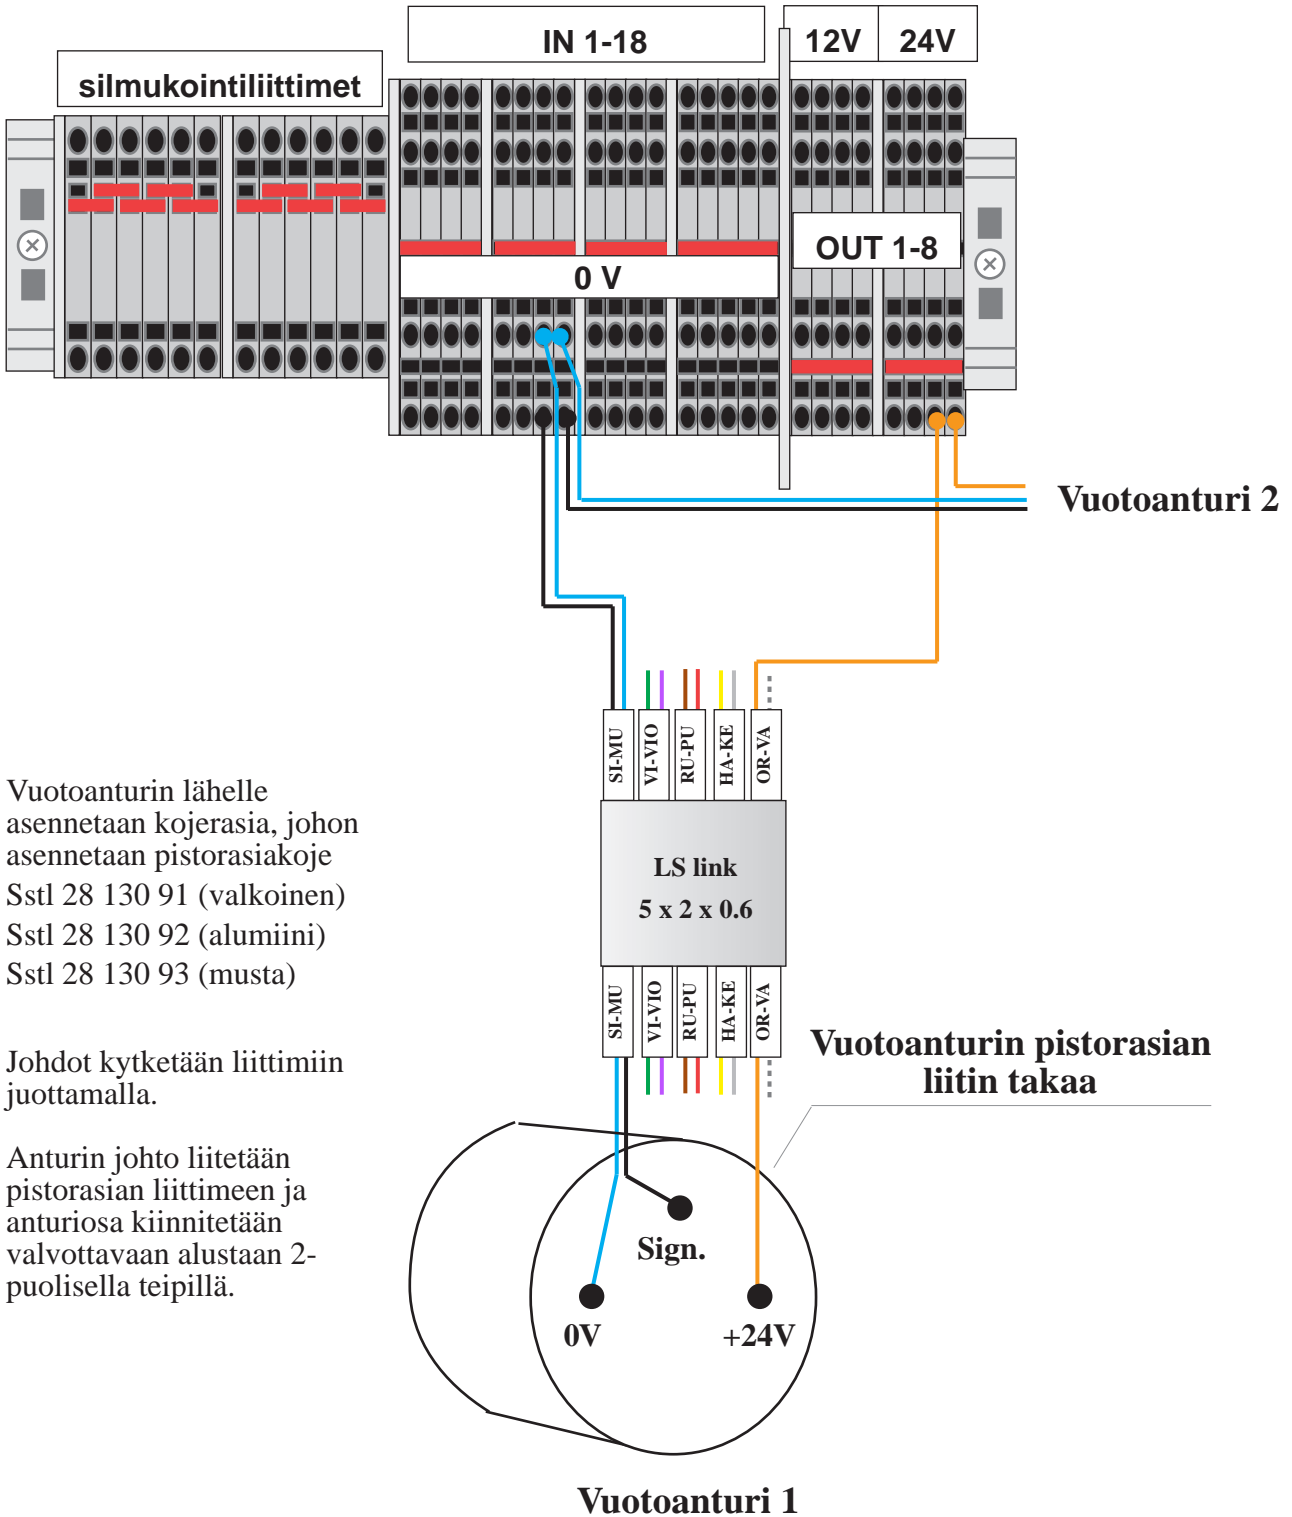 IN 1-18
12V
24V
silmukointiliittimet
OUT 1-8
0 V
Vuotoanturi 2
SI-MU
VI-VIO
RU-PU
HA-KE
OR-VA
LS link
5 x 2 x 0.6
SI-MU
VI-VIO
RU-PU
HA-KE
OR-VA
Vuotoanturin lähelle
asennetaan kojerasia, johon
asennetaan pistorasiakoje
Sstl 28 130 91 (valkoinen)
Sstl 28 130 92 (alumiini)
Sstl 28 130 93 (musta)
Johdot kytketään liittimiin
juottamalla.
Anturin johto liitetään
pistorasian liittimeen ja
anturiosa kiinnitetään
valvottavaan alustaan 2-
puolisella teipillä.
Vuotoanturin pistorasian
liitin takaa
Sign.
0V
+24V
Vuotoanturi 1